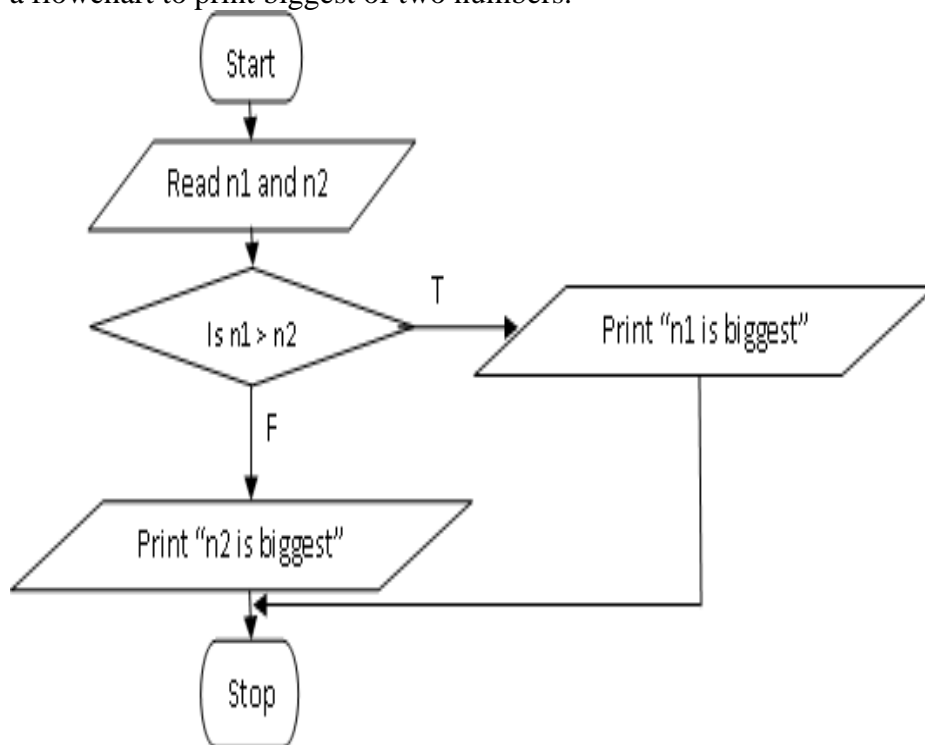 a flowchart to print biggest of two numbers.
Start
Read n1 and n2
Is n1 > n2
T
Print “n1 is biggest”
F
Print “n2 is biggest”
Stop